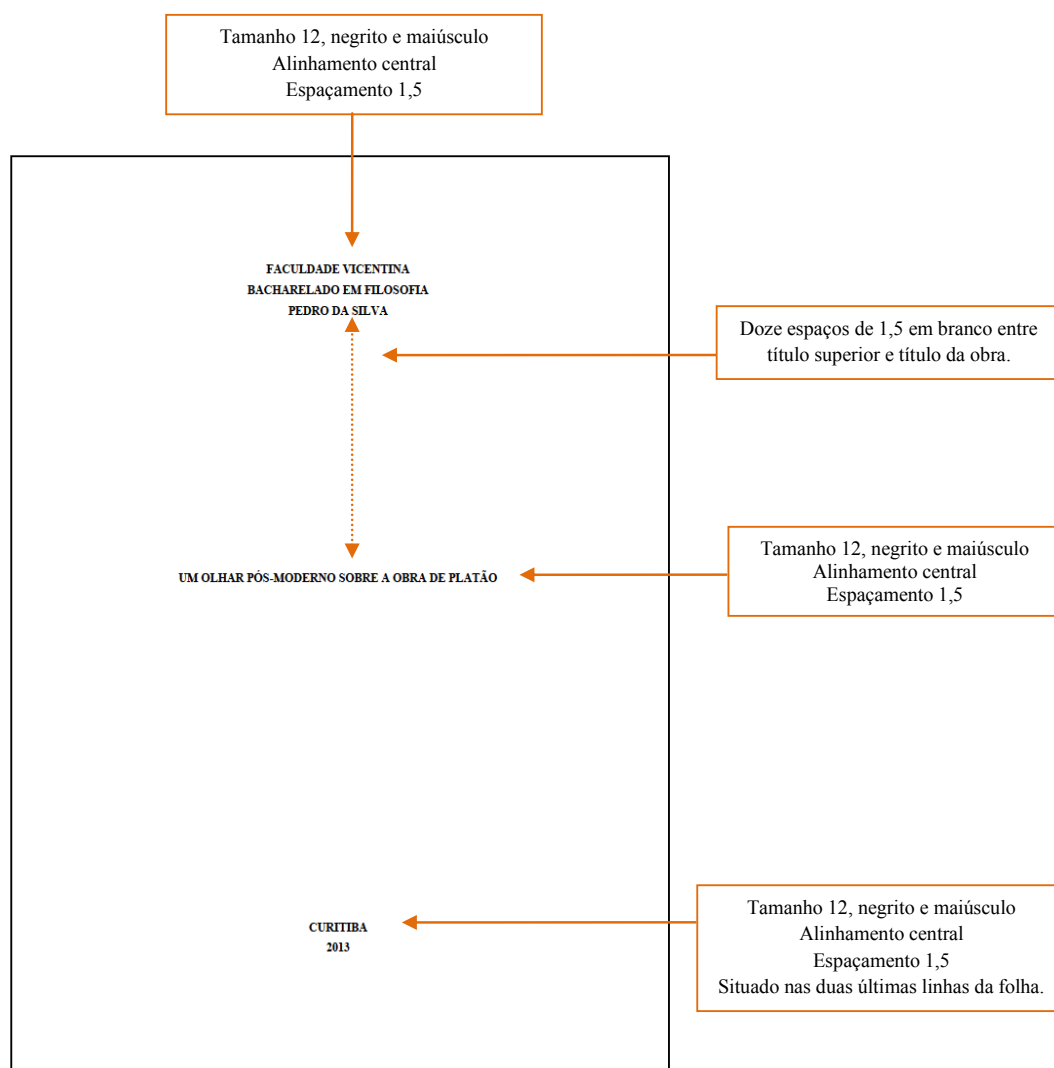 Tamanho 12, negrito e maiúsculo
Alinhamento central
Espaçamento 1,5
FACULDADE VICENTINA
BACHARELADO EM FILOSOFIA
PEDRO DA SILVA
Doze espaços de 1,5 em branco entre
título superior e título da obra.
UM OLHAR PÓS-MODERNO SOBRE A OBRA DE PLATÃO
Tamanho 12, negrito e maiúsculo
Alinhamento central
Espaçamento 1,5
CURITIBA
2013
Tamanho 12, negrito e maiúsculo
Alinhamento central
Espaçamento 1,5
Situado nas duas últimas linhas da folha.